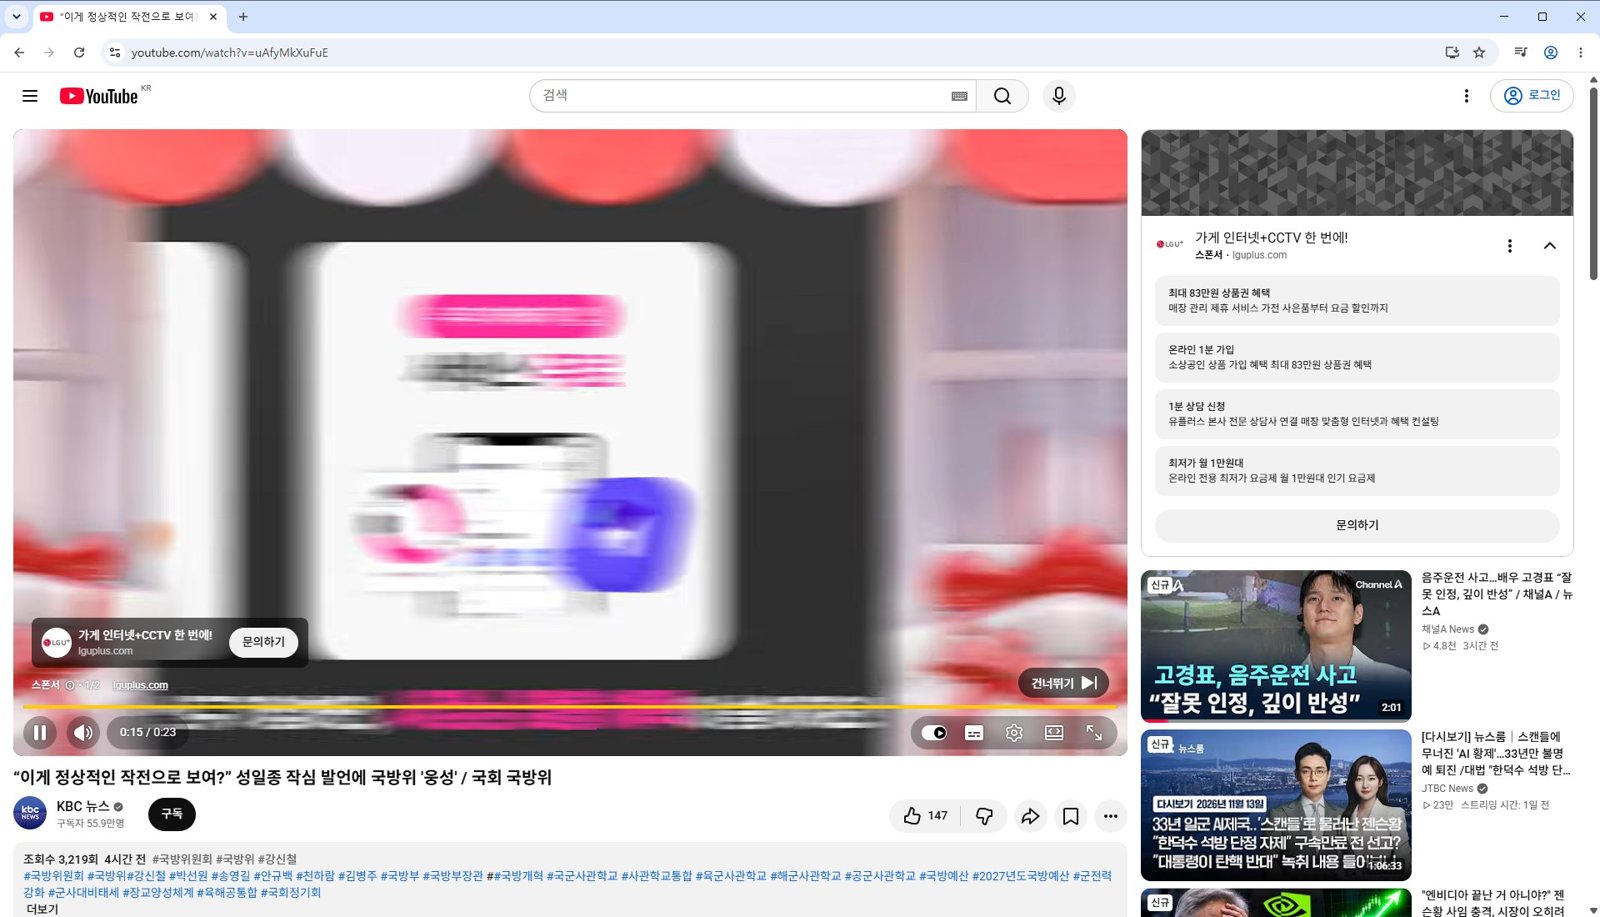 “이게 정상적인 작전으로 보여?
youtube.com/watch?v=uAfyMkXuFuE
YouTube KR
검색
로그인
LGU+
가게 인터넷+CCTV 한 번에!
스폰서 · lguplus.com
최대 83만원 상품권 혜택
매장 관리 제휴 서비스 가전 사은품부터 요금 할인까지
온라인 1분 가입
소상공인 상품 가입 혜택 최대 83만원 상품권 혜택
1분 상담 신청
유플러스 본사 전문 상담사 연결 매장 맞춤형 인터넷과 혜택 컨설팅
최저가 월 1만원대
온라인 전용 최저가 요금제 월 1만원대 인기 요금제
문의하기
LGU+
가게 인터넷+CCTV 한 번에!
lguplus.com
문의하기
스폰서 · 1/2 lguplus.com
건너뛰기
0:15 / 0:23
“이게 정상적인 작전으로 보여?” 성일종 작심 발언에 국방위 '웅성' / 국회 국방위
kbc NEWS
KBC 뉴스
구독자 55.9만명
구독
147
조회수 3,219회 4시간 전 #국방위원회 #국방위 #강신철
#국방위원회 #국방위#강신철 #박선원 #송영길 #안규백 #천하람 #김병주 #국방부 #국방부장관 ##국방개혁 #국군사관학교 #사관학교통합 #육군사관학교 #해군사관학교 #공군사관학교 #국방예산 #2027년도국방예산 #군전력
강화 #군사대비태세 #장교양성체계 #육해공통합 #국회정기회
더보기
신규
Channel A
고경표, 음주운전 사고
“잘못 인정, 깊이 반성”
2:01
음주운전 사고…배우 고경표 “잘
못 인정, 깊이 반성” / 채널A / 뉴
스A
채널A News
4.8천 3시간 전
신규
뉴스룸
다시보기 2026년 11월 13일
33년 일군 AI제국..'스캔들'로 물러난 젠슨황
"한덕수 석방 단정 자제" 구속만료 전 선고?
"대통령이 탄핵 반대" 녹취 내용 들어
1:06:33
[다시보기] 뉴스룸｜스캔들에
무너진 'AI 황제'…33년만 불명
예 퇴진 /대법 "한덕수 석방 단…
JTBC News
23만 스트리밍 시간: 1일 전
신규
"엔비디아 끝난 거 아니야?" 젠
슨황 사임 충격, 시장이 오히려